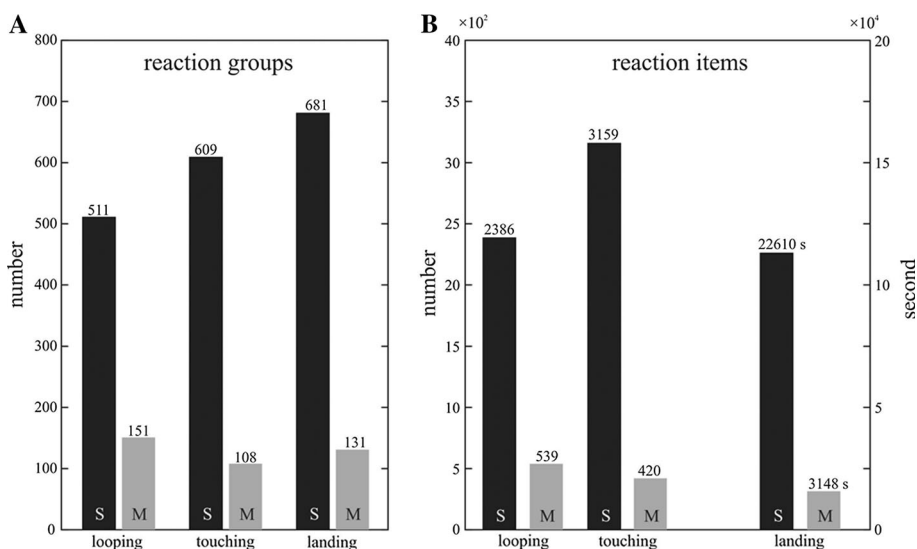 A
reaction groups
800
700
600
500
400
300
200
100
0
number
511
151
609
108
681
131
S M S M S M
looping touching landing
B
×10²
×10⁴
reaction items
40
35
30
25
20
15
10
5
0
number
2386
539
3159
420
22610 s
3148 s
S M S M S M
looping touching landing
20
15
10
5
0
second